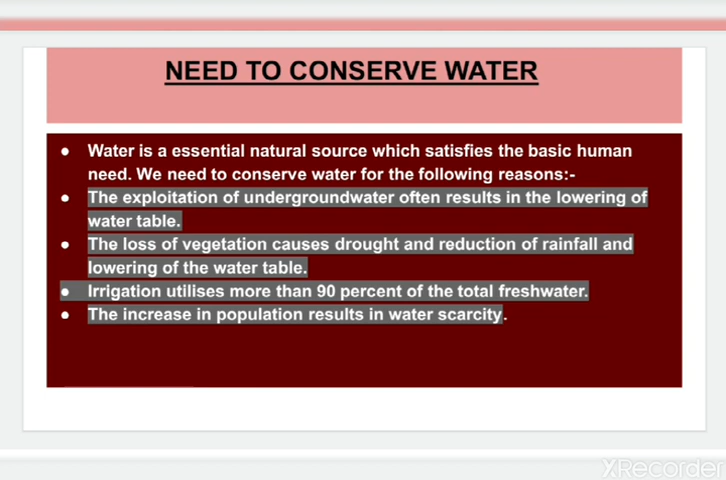 NEED TO CONSERVE WATER
● Water is a essential natural source which satisfies the basic human
need. We need to conserve water for the following reasons:-
● The exploitation of undergroundwater often results in the lowering of
water table.
● The loss of vegetation causes drought and reduction of rainfall and
lowering of the water table.
● Irrigation utilises more than 90 percent of the total freshwater.
● The increase in population results in water scarcity.
XRecorder